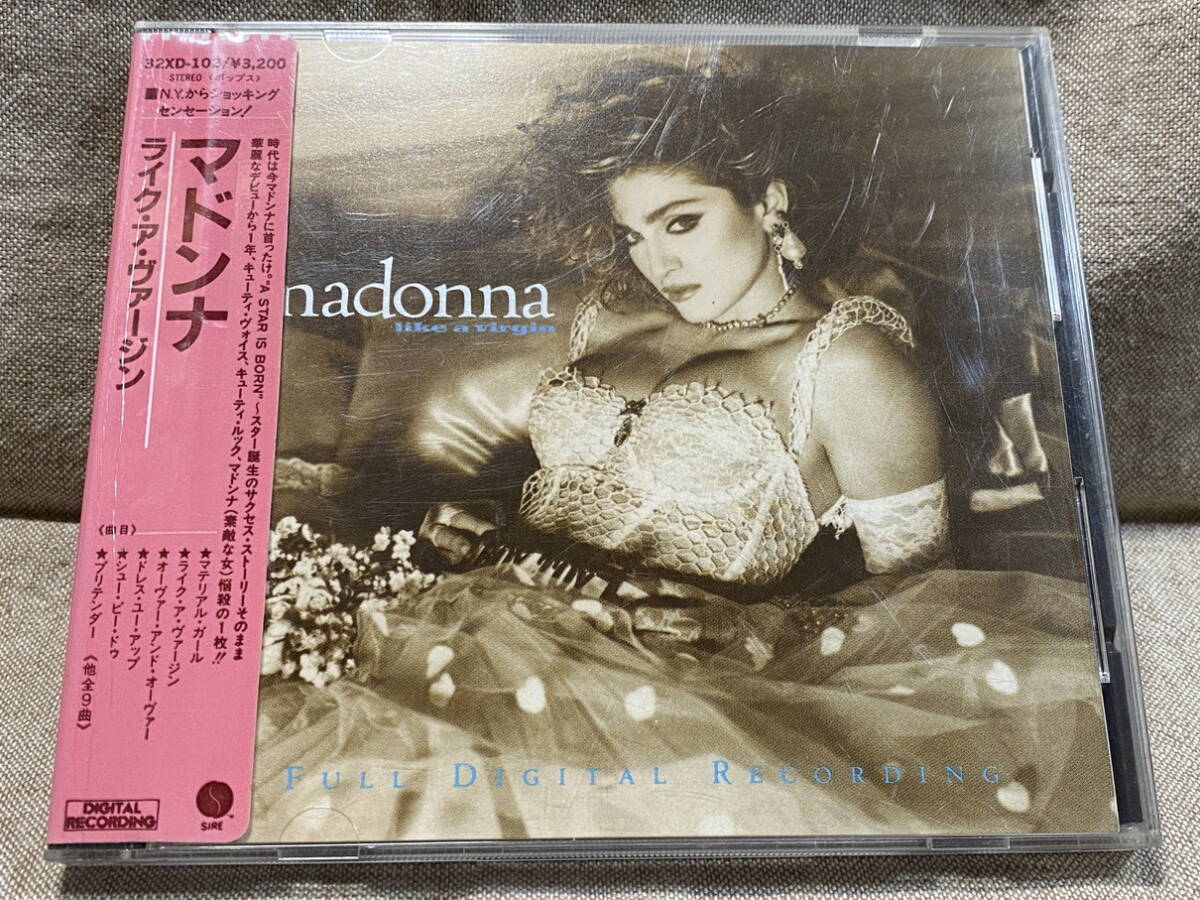 32XD-102/¥3,200
STEREO《ポップス》
■N.Y.からショッキング
センセーション!
マドンナ
ライク・ア・ヴァージン
時代は今マドンナに首ったけ。"A STAR IS BORN"〜スター誕生のサクセス・ストーリーそのまま
華麗なデビューから1年、キューティ・ヴォイス、キューティ・ルック、マドンナ(素敵な女)悩殺の1枚!!
《曲目》
★マテリアル・ガール
★ライク・ア・ヴァージン
★オーヴァー・アンド・オーヴァー
★ドレス・ユー・アップ
★シュー・ビー・ドゥ
★プリテンダー
《他全9曲》
DIGITAL
RECORDING
S
SIRE
madonna
like a virgin
FULL DIGITAL RECORDING